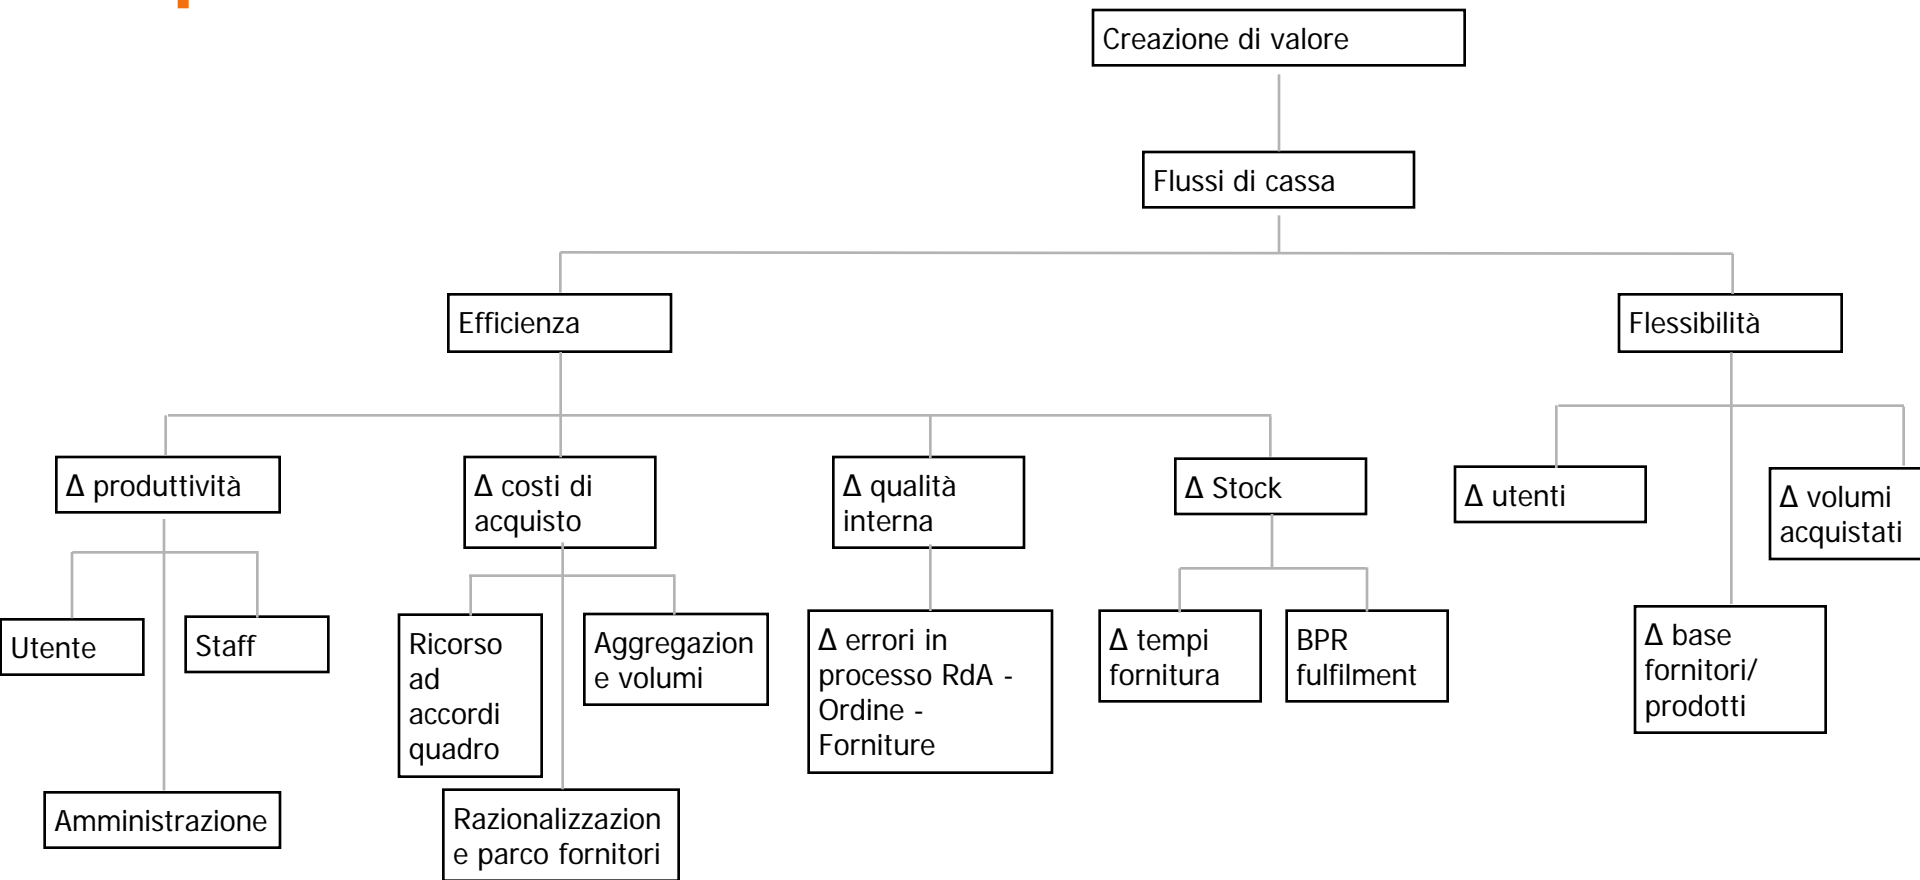 Creazione di valore
Flussi di cassa
Efficienza
Flessibilità
Δ produttività
Δ costi di
acquisto
Δ qualità
interna
Δ Stock
Δ utenti
Δ volumi
acquistati
Utente
Staff
Ricorso
ad
accordi
quadro
Aggregazion
e volumi
Δ errori in
processo RdA -
Ordine -
Forniture
Δ tempi
fornitura
BPR
fulfilment
Δ base
fornitori/
prodotti
Amministrazione
Razionalizzazion
e parco fornitori